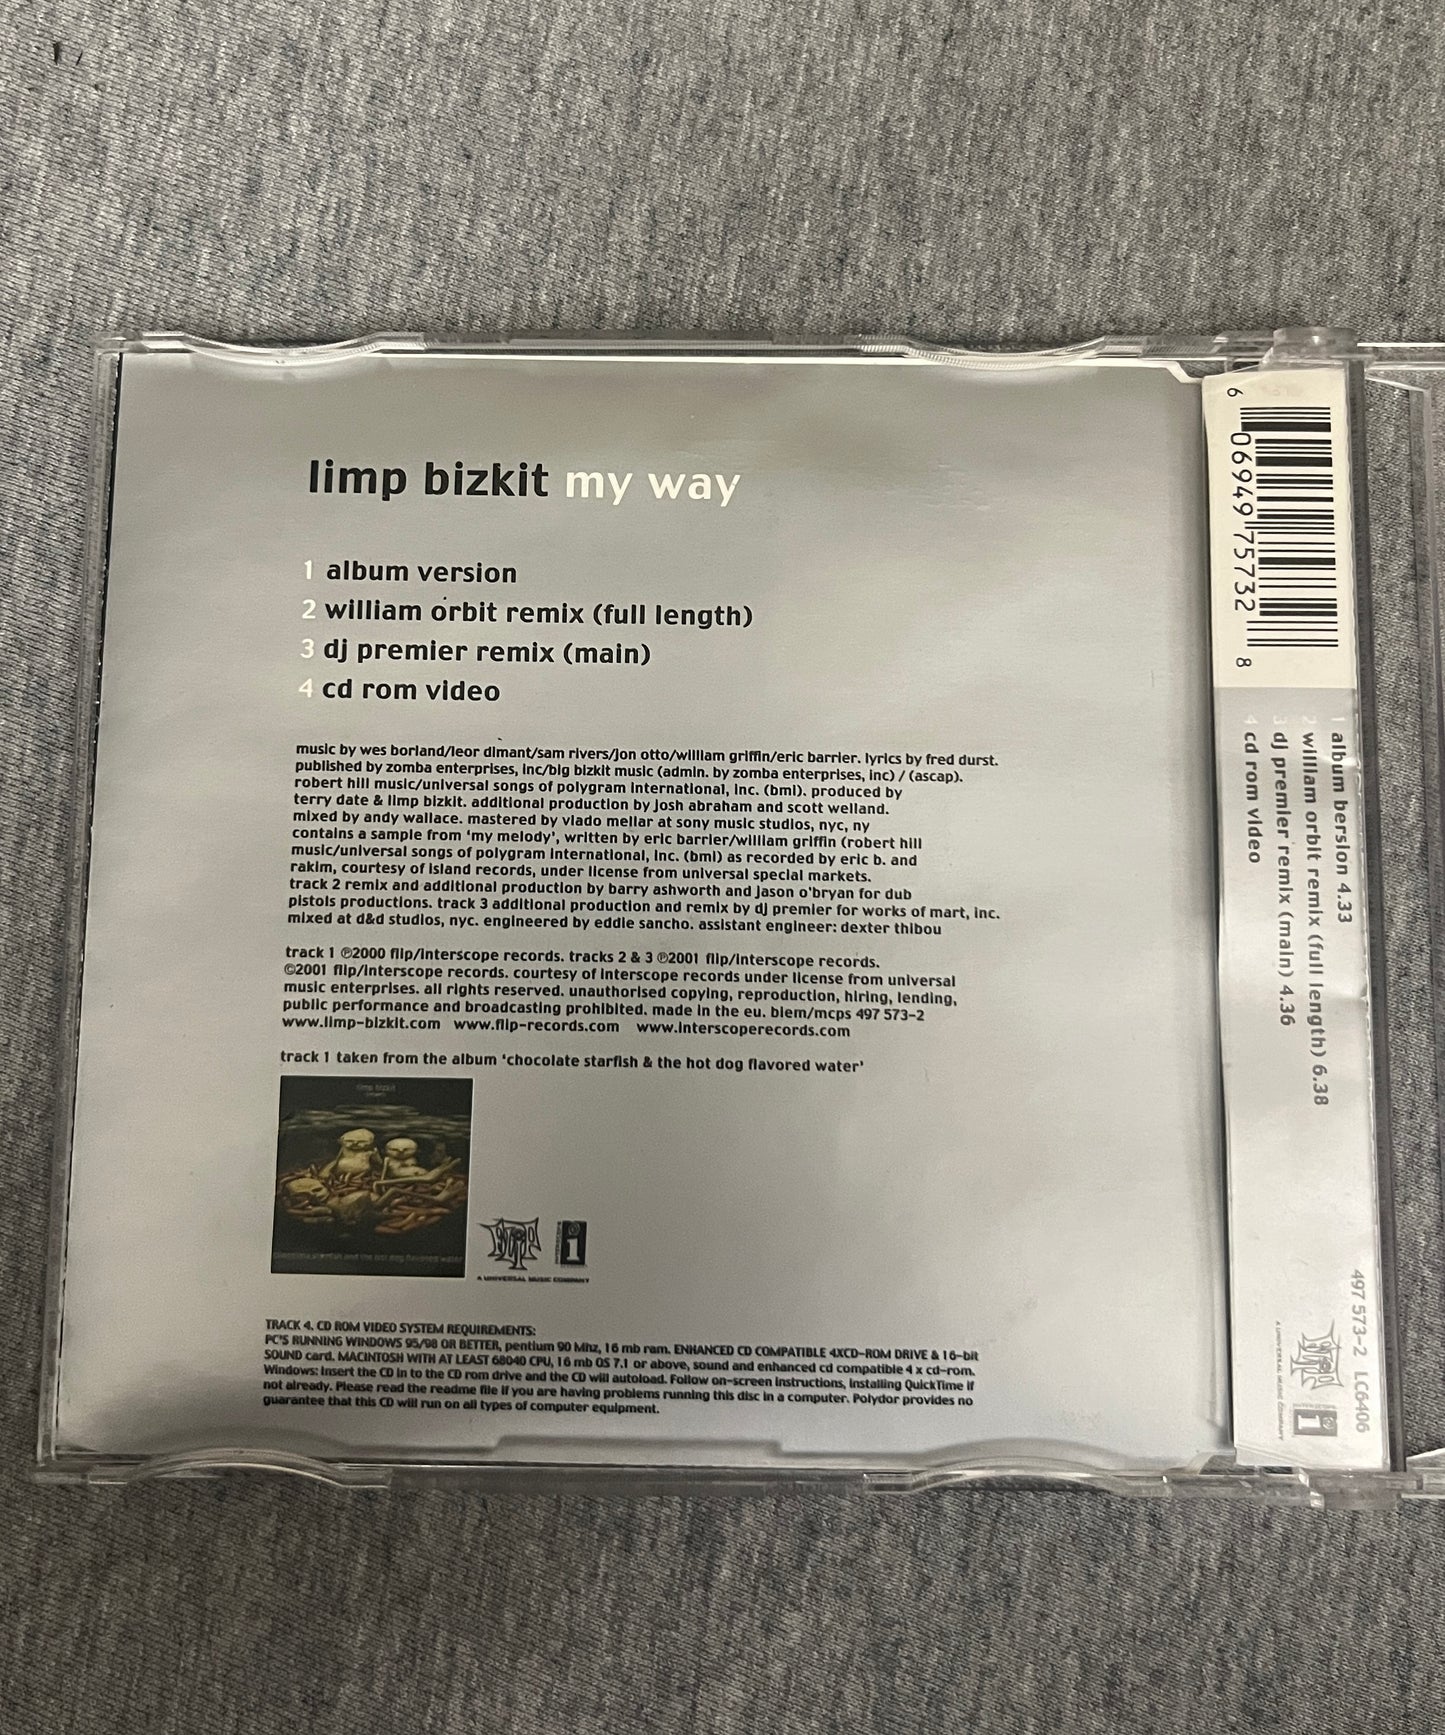 limp bizkit my way
1 album version
2 william orbit remix (full length)
3 dj premier remix (main)
4 cd rom video
music by wes borland/leor dimant/sam rivers/jon otto/william griffin/eric barrier. lyrics by fred durst.
published by zomba enterprises, inc/big bizkit music (admin. by zomba enterprises, inc) / (ascap).
robert hill music/universal songs of polygram international, inc. (bmi). produced by
terry date & limp bizkit. additional production by josh abraham and scott weiland.
mixed by andy wallace. mastered by vlado mellar at sony music studios, nyc, ny
contains a sample from 'my melody', written by eric barrier/william griffin (robert hill
music/universal songs of polygram international, inc. (bmi) as recorded by eric b. and
rakim, courtesy of island records, under license from universal special markets.
track 2 remix and additional production by barry ashworth and jason o'bryan for dub
pistols productions. track 3 additional production and remix by dj premier for works of mart, inc.
mixed at d&d studios, nyc. engineered by eddie sancho. assistant engineer: dexter thibou
track 1 ℗2000 flip/interscope records. tracks 2 & 3 ℗2001 flip/interscope records.
©2001 flip/interscope records. courtesy of interscope records under license from universal
music enterprises. all rights reserved. unauthorised copying, reproduction, hiring, lending,
public performance and broadcasting prohibited. made in the eu. biem/mcps 497 573-2
www.limp-bizkit.com www.flip-records.com www.interscoperecords.com
track 1 taken from the album 'chocolate starfish & the hot dog flavored water'
limp bizkit
chocolate starfish and the hot dog flavored water
flip
i
A UNIVERSAL MUSIC COMPANY
TRACK 4. CD ROM VIDEO SYSTEM REQUIREMENTS:
PC'S RUNNING WINDOWS 95/98 OR BETTER, pentium 90 Mhz, 16 mb ram. ENHANCED CD COMPATIBLE 4XCD-ROM DRIVE & 16-bit
SOUND card. MACINTOSH WITH AT LEAST 68040 CPU, 16 mb OS 7.1 or above, sound and enhanced cd compatible 4 x cd-rom.
Windows: Insert the CD in to the CD rom drive and the CD will autoload. Follow on-screen instructions, installing QuickTime if
not already. Please read the readme file if you are having problems running this disc in a computer. Polydor provides no
guarantee that this CD will run on all types of computer equipment.
6 06949 75732 8
1 album bersion 4.33
2 william orbit remix (full length) 6.38
3 dj premier remix (main) 4.36
4 cd rom video
497 573-2 LC6406
flip
i
A UNIVERSAL MUSIC COMPANY